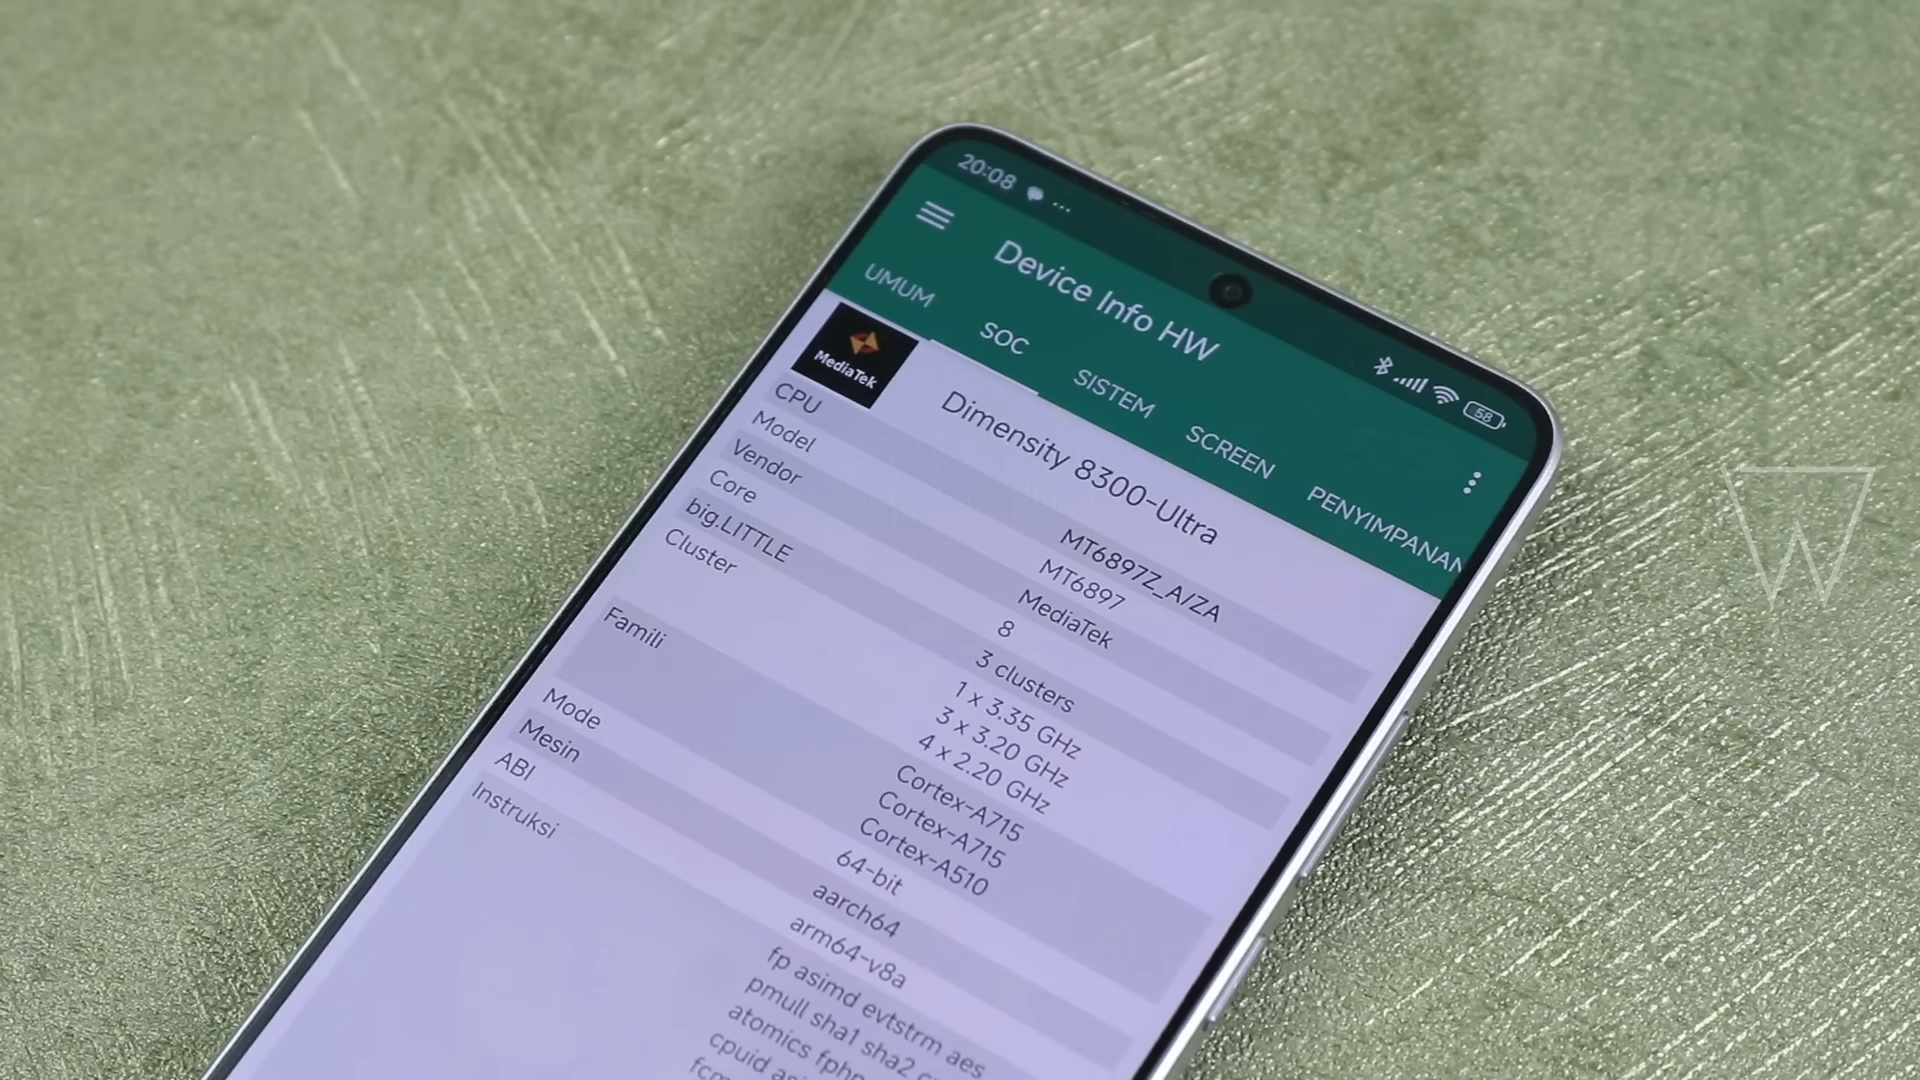 20:08 ...
58
Device Info HW
UMUM SOC SISTEM SCREEN PENYIMPANAN
MediaTek
Dimensity 8300-Ultra
CPU MT6897Z_A/ZA
Model MT6897
Vendor MediaTek
Core 8
big.LITTLE 3 clusters
Cluster 1 x 3.35 GHz
3 x 3.20 GHz
4 x 2.20 GHz
Famili Cortex-A715
Cortex-A715
Cortex-A510
Mode 64-bit
Mesin aarch64
ABI arm64-v8a
Instruksi fp asimd evtstrm aes
pmull sha1 sha2
atomics
cpuid
W